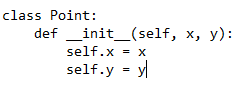 class Point:
    def __init__(self, x, y):
        self.x = x
        self.y = y